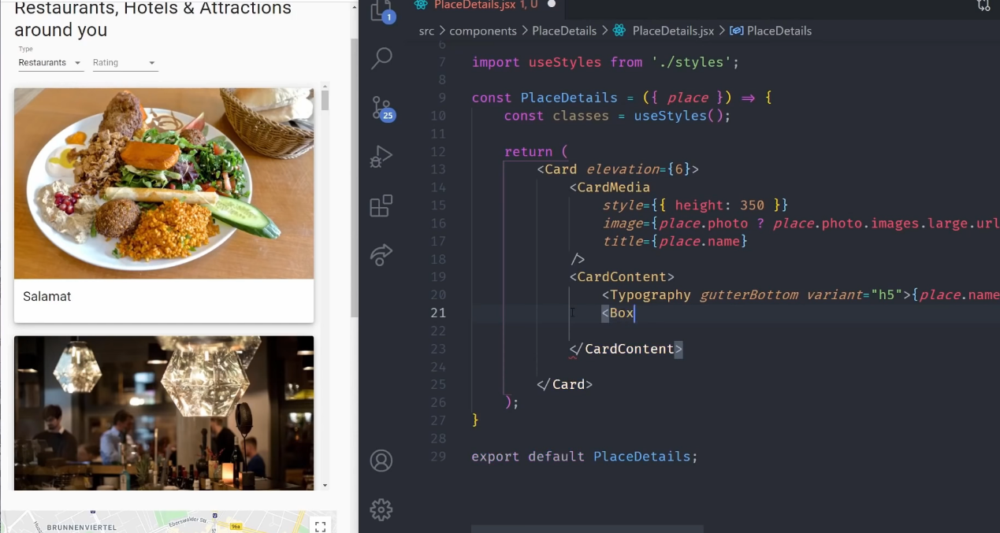 Restaurants, Hotels & Attractions
around you
Type
Restaurants
Rating
Salamat
BRUNNENVIERTEL
Eberswalder Str.
96a
1
25
PlaceDetails.jsx 1, U
src > components > PlaceDetails > PlaceDetails.jsx > PlaceDetails
6
7 import useStyles from './styles';
8
9 const PlaceDetails = ({ place }) => {
10 const classes = useStyles();
11
12 return (
13 <Card elevation={6}>
14 <CardMedia
15 style={{ height: 350 }}
16 image={place.photo ? place.photo.images.large.url
17 title={place.name}
18 />
19 <CardContent>
20 <Typography gutterBottom variant="h5">{place.name
21 <Box
22
23 </CardContent>
24
25 </Card>
26 );
27 }
28
29 export default PlaceDetails;